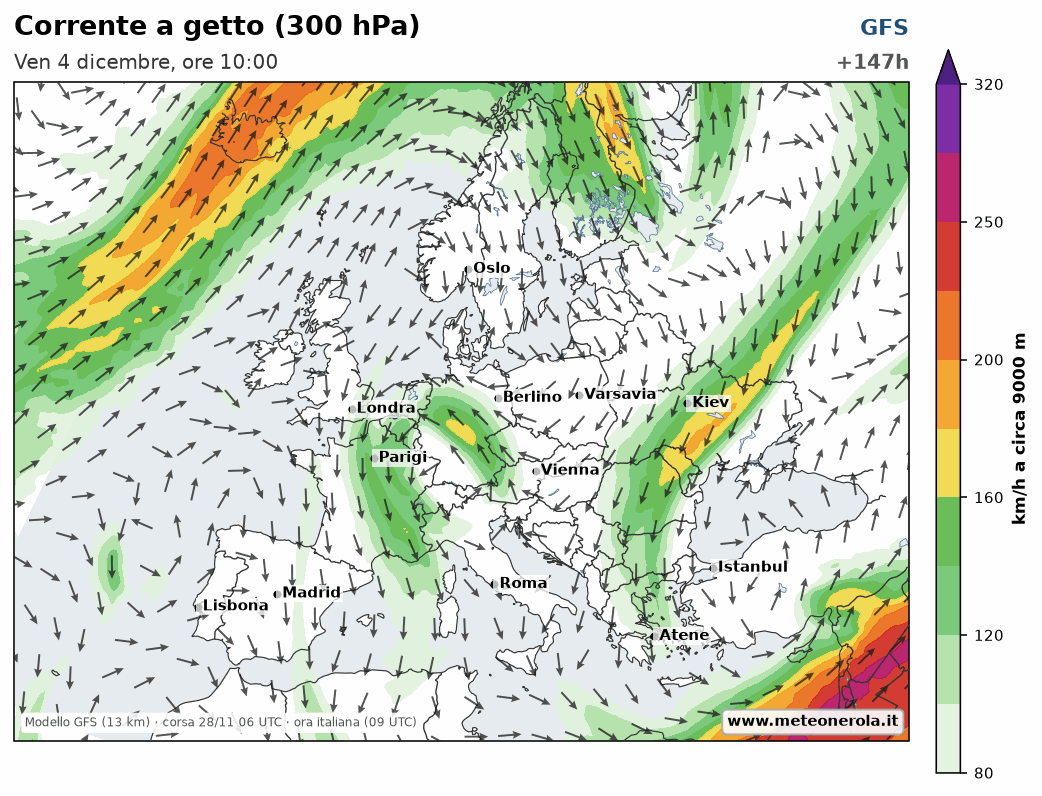 Corrente a getto (300 hPa)
GFS
Ven 4 dicembre, ore 10:00
+147h
320
250
200
160
120
80
km/h a circa 9000 m
Oslo
Berlino
Varsavia
Londra
Kiev
Parigi
Vienna
Istanbul
Roma
Madrid
Lisbona
Atene
Modello GFS (13 km) · corsa 28/11 06 UTC · ora italiana (09 UTC)
www.meteonerola.it